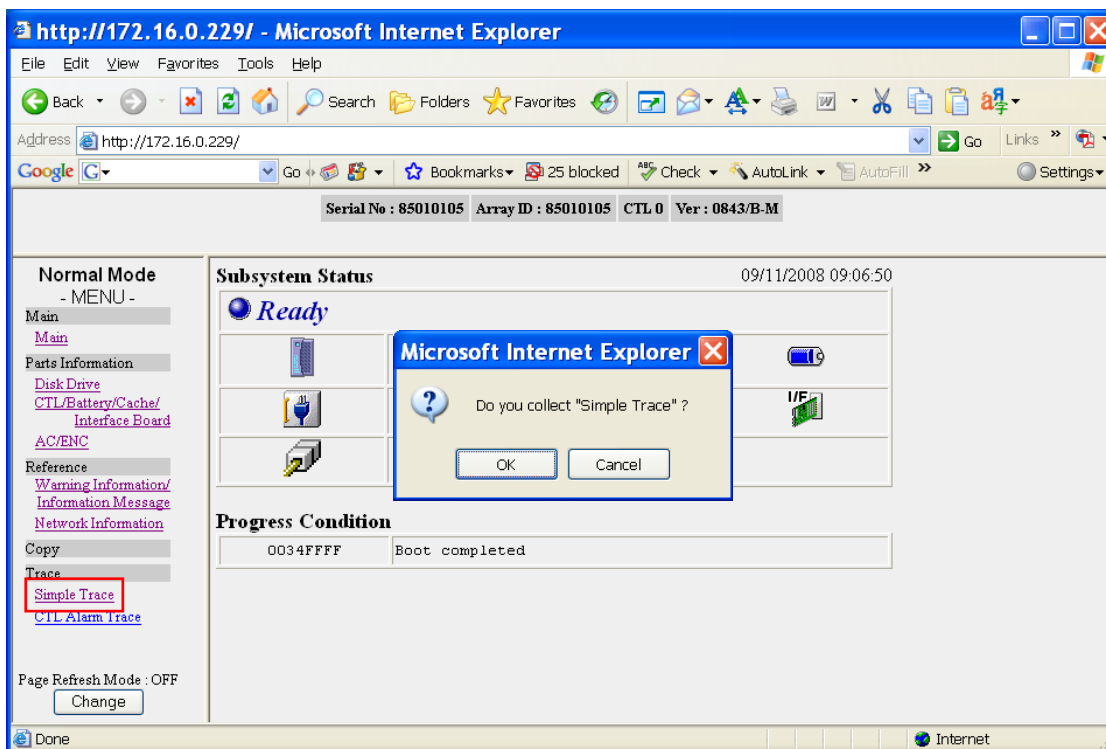 http://172.16.0.229/ - Microsoft Internet Explorer
File Edit View Favorites Tools Help
Back Search Folders Favorites
Address http://172.16.0.229/ Go Links »
Google G Go Bookmarks 25 blocked ABC Check AutoLink AutoFill » Settings
Serial No : 85010105 Array ID : 85010105 CTL 0 Ver : 0843/B-M
Normal Mode
- MENU -
Main
Main
Parts Information
Disk Drive
CTL/Battery/Cache/
Interface Board
AC/ENC
Reference
Warning Information/
Information Message
Network Information
Copy
Trace
Simple Trace
CTL Alarm Trace
Page Refresh Mode : OFF
Change
Subsystem Status 09/11/2008 09:06:50
Ready
I/F
Microsoft Internet Explorer
Do you collect "Simple Trace" ?
OK Cancel
Progress Condition
0034FFFF Boot completed
Done Internet